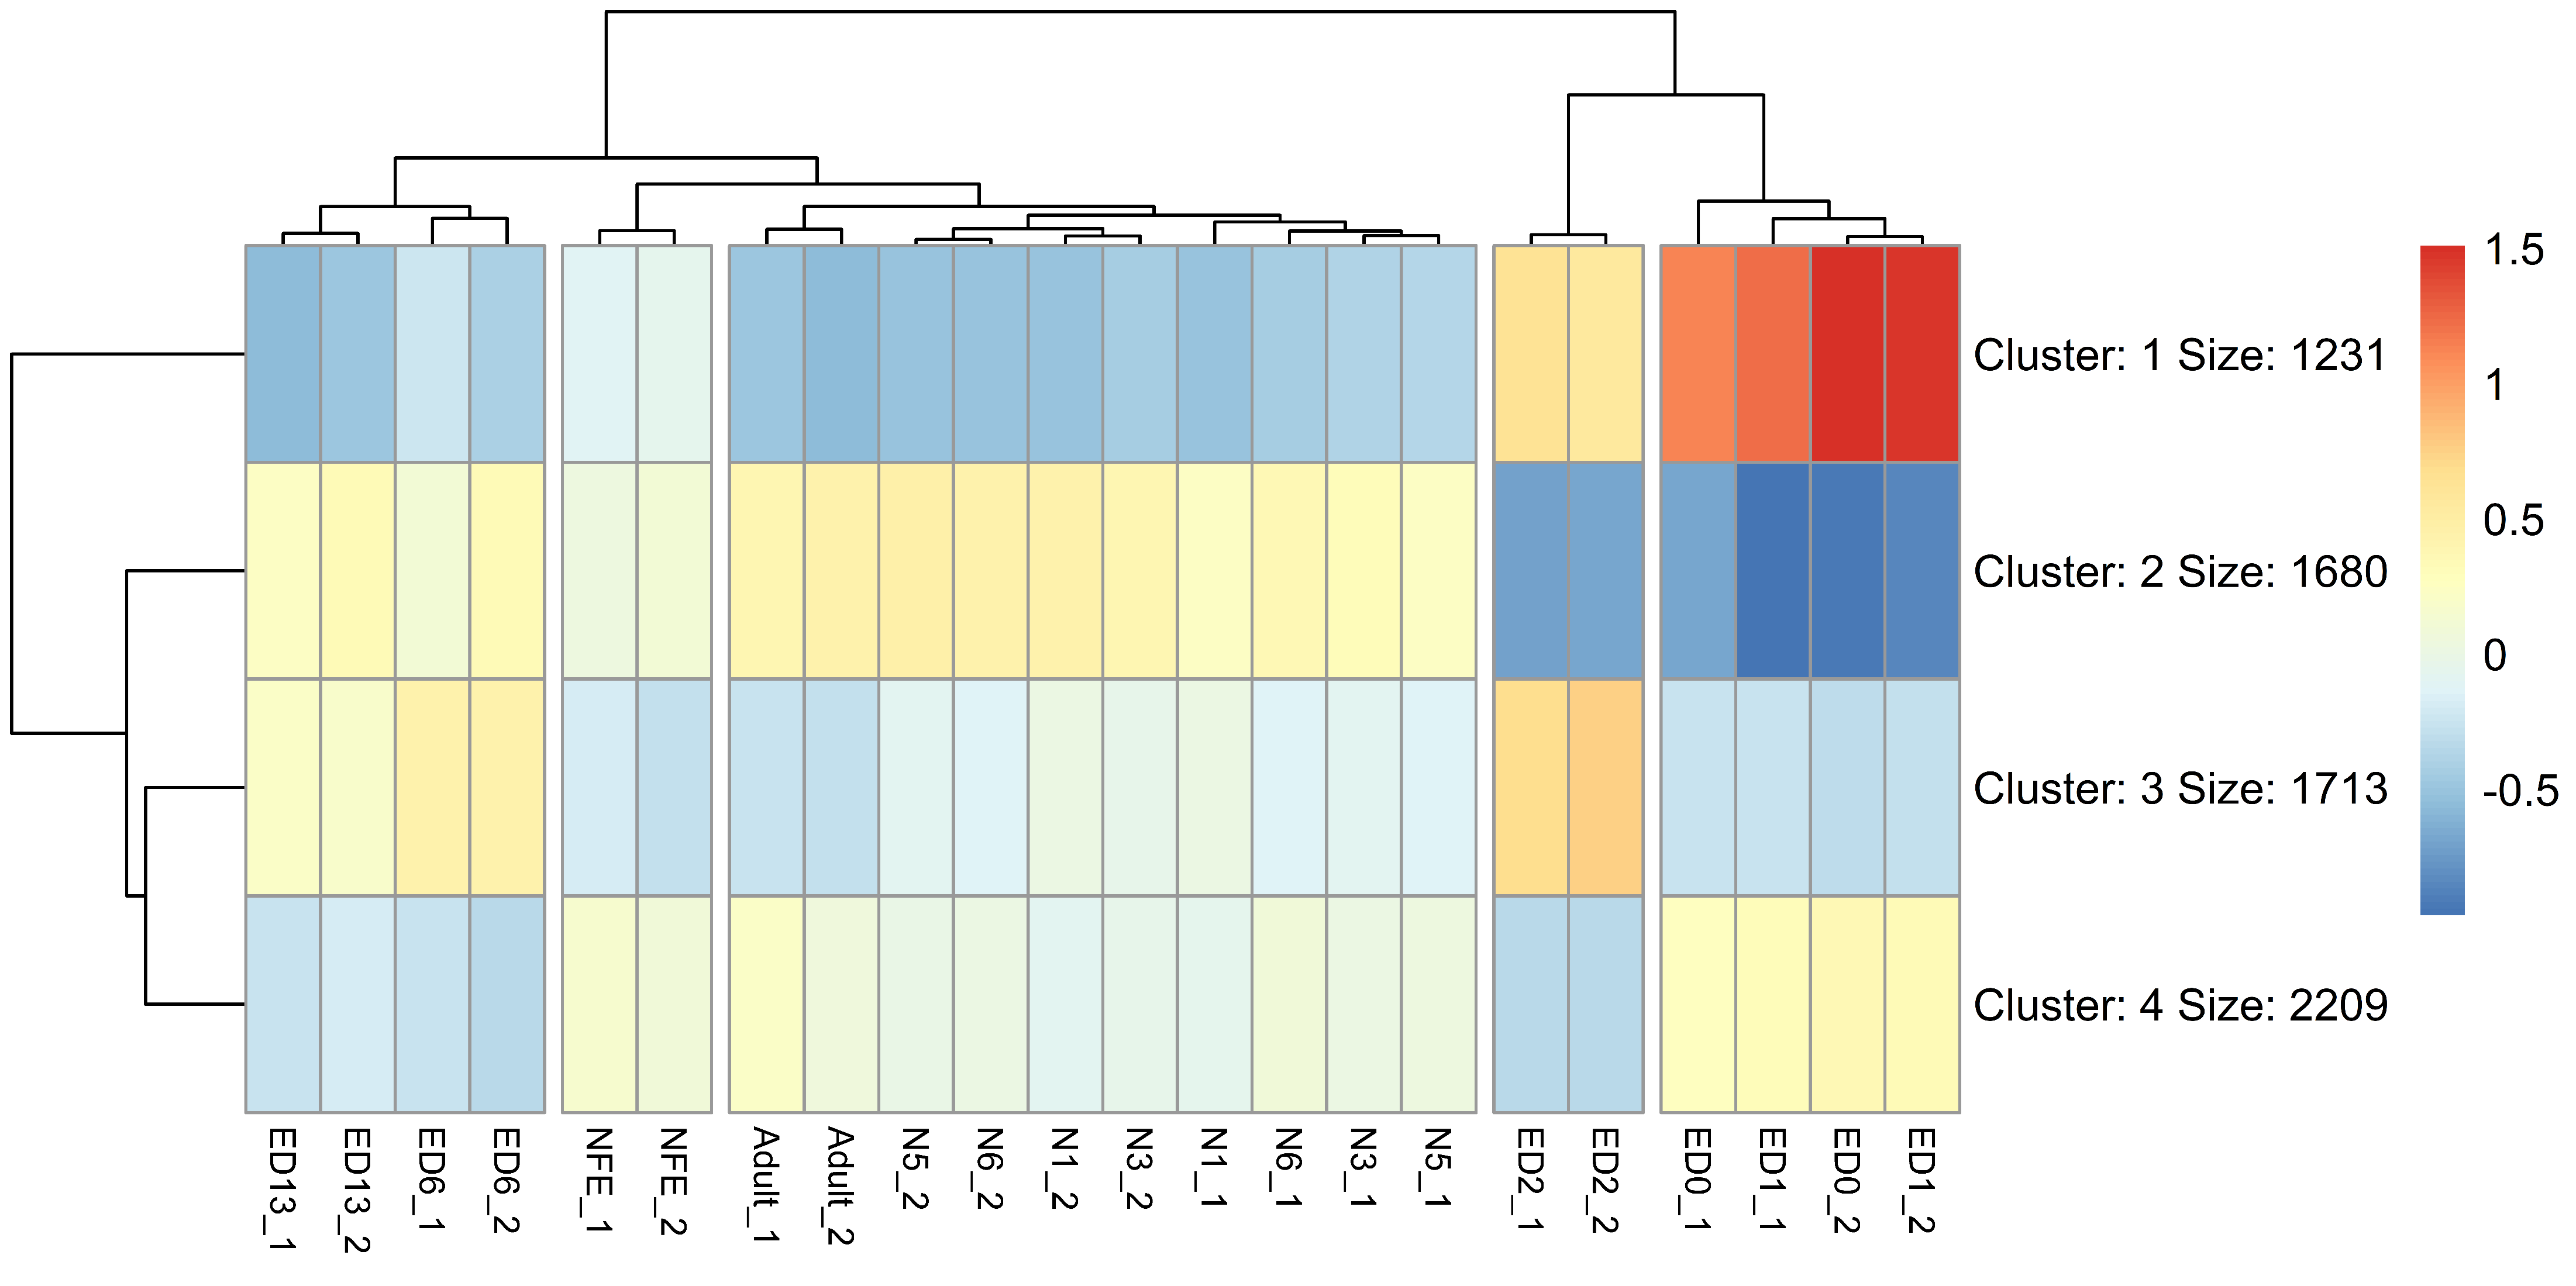 1.5
Cluster: 1 Size: 1231
1
0.5
Cluster: 2 Size: 1680
0
Cluster: 3 Size: 1713
-0.5
Cluster: 4 Size: 2209
ED13_1
ED13_2
ED6_1
ED6_2
NFE_1
NFE_2
Adult_1
Adult_2
N5_2
N6_2
N1_2
N3_2
N1_1
N6_1
N3_1
N5_1
ED2_1
ED2_2
ED0_1
ED1_1
ED0_2
ED1_2